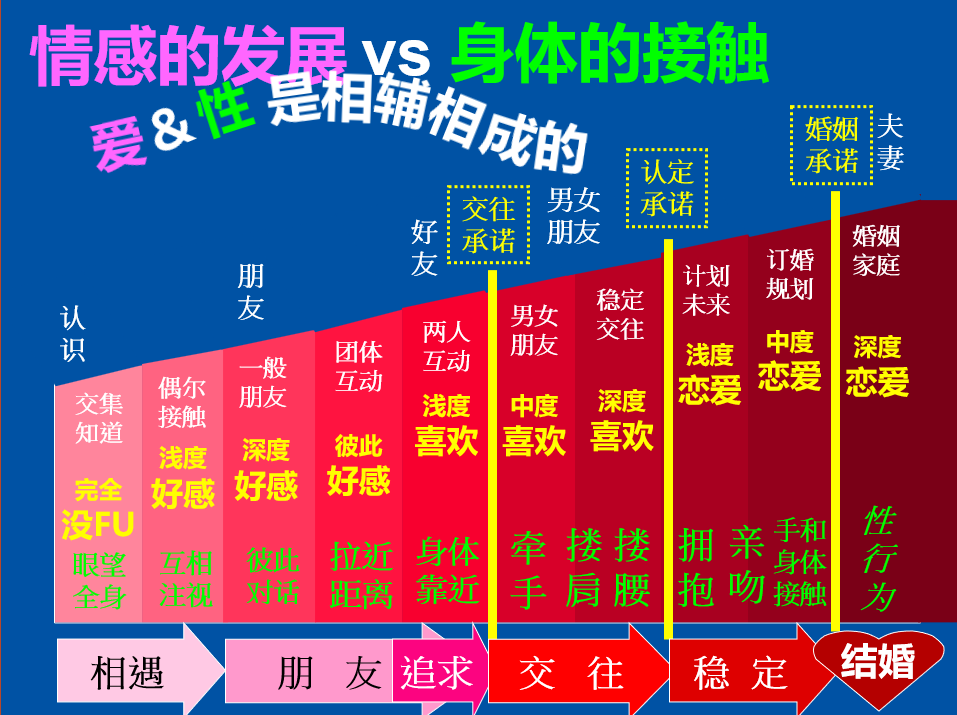 情感的发展 vs 身体的接触
爱&性 是相辅相成的
认
识
朋
友
好
友
交往
承诺
男女
朋友
认定
承诺
婚姻
承诺
夫
妻
交集
知道
完全
没FU
眼望
全身
偶尔
接触
浅度
好感
互相
注视
一般
朋友
深度
好感
彼此
对话
团体
互动
彼此
好感
拉近
距离
两人
互动
浅度
喜欢
身体
靠近
男女
朋友
中度
喜欢
牵
手
稳定
交往
深度
喜欢
搂 搂
肩 腰
计划
未来
浅度
恋爱
拥 亲
抱 吻
订婚
规划
中度
恋爱
手和
身体
接触
婚姻
家庭
深度
恋爱
性
行
为
相遇
朋 友
追求
交 往
稳 定
结婚